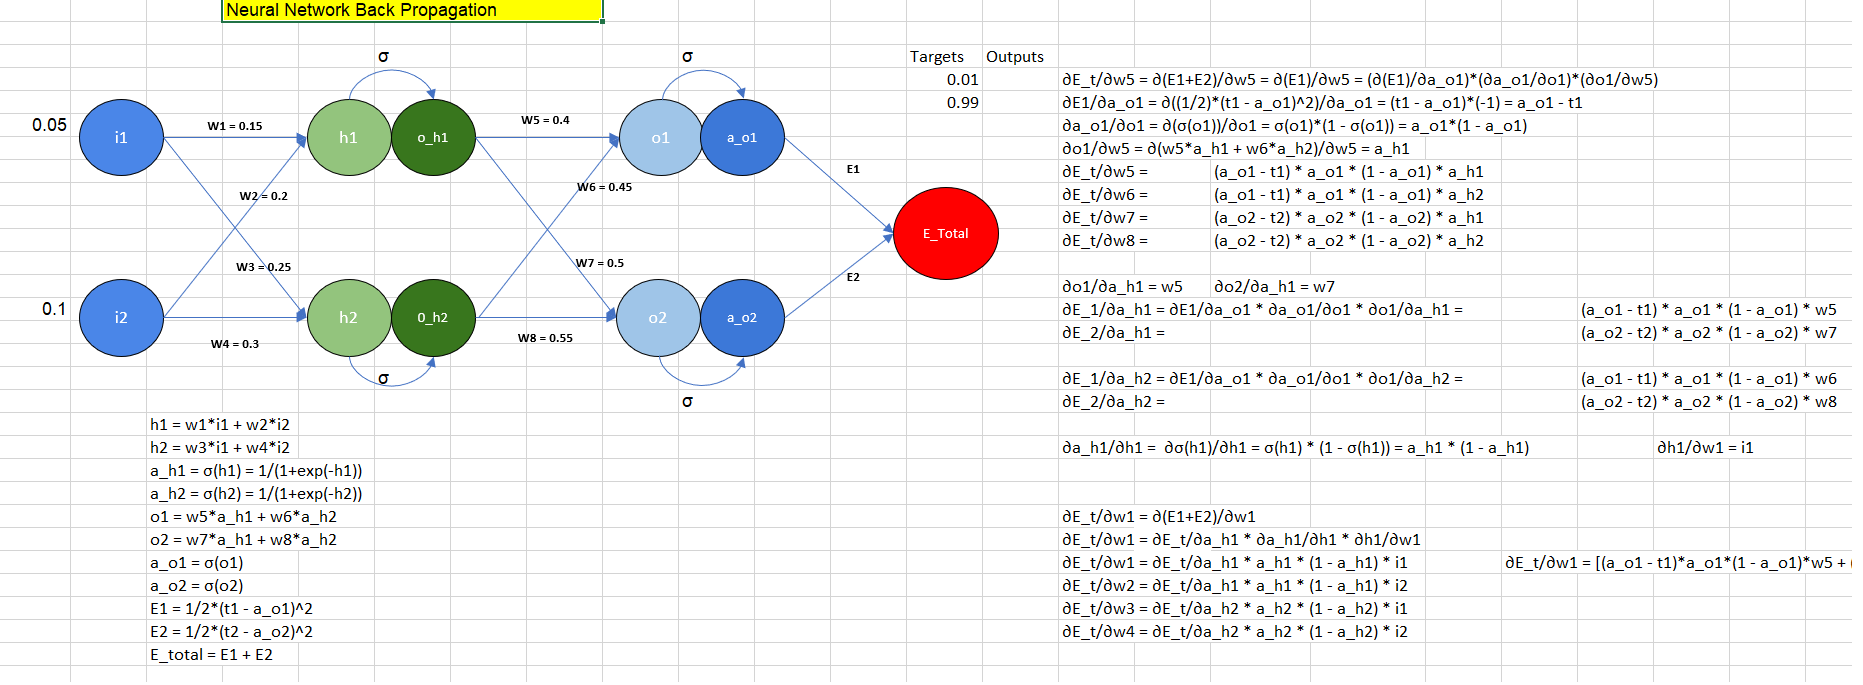 Neural Network Back Propagation
σ
σ
Targets Outputs
0.01
0.99
0.05
0.1
i1
i2
W1 = 0.15
W2 = 0.2
W3 = 0.25
W4 = 0.3
h1
o_h1
h2
0_h2
σ
W5 = 0.4
W6 = 0.45
W7 = 0.5
W8 = 0.55
o1
a_o1
o2
a_o2
σ
E1
E2
E_Total
h1 = w1*i1 + w2*i2
h2 = w3*i1 + w4*i2
a_h1 = σ(h1) = 1/(1+exp(-h1))
a_h2 = σ(h2) = 1/(1+exp(-h2))
o1 = w5*a_h1 + w6*a_h2
o2 = w7*a_h1 + w8*a_h2
a_o1 = σ(o1)
a_o2 = σ(o2)
E1 = 1/2*(t1 - a_o1)^2
E2 = 1/2*(t2 - a_o2)^2
E_total = E1 + E2
∂E_t/∂w5 = ∂(E1+E2)/∂w5 = ∂(E1)/∂w5 = (∂(E1)/∂a_o1)*(∂a_o1/∂o1)*(∂o1/∂w5)
∂E1/∂a_o1 = ∂((1/2)*(t1 - a_o1)^2)/∂a_o1 = (t1 - a_o1)*(-1) = a_o1 - t1
∂a_o1/∂o1 = ∂(σ(o1))/∂o1 = σ(o1)*(1 - σ(o1)) = a_o1*(1 - a_o1)
∂o1/∂w5 = ∂(w5*a_h1 + w6*a_h2)/∂w5 = a_h1
∂E_t/∂w5 = (a_o1 - t1) * a_o1 * (1 - a_o1) * a_h1
∂E_t/∂w6 = (a_o1 - t1) * a_o1 * (1 - a_o1) * a_h2
∂E_t/∂w7 = (a_o2 - t2) * a_o2 * (1 - a_o2) * a_h1
∂E_t/∂w8 = (a_o2 - t2) * a_o2 * (1 - a_o2) * a_h2
∂o1/∂a_h1 = w5 ∂o2/∂a_h1 = w7
∂E_1/∂a_h1 = ∂E1/∂a_o1 * ∂a_o1/∂o1 * ∂o1/∂a_h1 = (a_o1 - t1) * a_o1 * (1 - a_o1) * w5
∂E_2/∂a_h1 = (a_o2 - t2) * a_o2 * (1 - a_o2) * w7
∂E_1/∂a_h2 = ∂E1/∂a_o1 * ∂a_o1/∂o1 * ∂o1/∂a_h2 = (a_o1 - t1) * a_o1 * (1 - a_o1) * w6
∂E_2/∂a_h2 = (a_o2 - t2) * a_o2 * (1 - a_o2) * w8
∂a_h1/∂h1 = ∂σ(h1)/∂h1 = σ(h1) * (1 - σ(h1)) = a_h1 * (1 - a_h1) ∂h1/∂w1 = i1
∂E_t/∂w1 = ∂(E1+E2)/∂w1
∂E_t/∂w1 = ∂E_t/∂a_h1 * ∂a_h1/∂h1 * ∂h1/∂w1
∂E_t/∂w1 = ∂E_t/∂a_h1 * a_h1 * (1 - a_h1) * i1 ∂E_t/∂w1 = [(a_o1 - t1)*a_o1*(1 - a_o1)*w5 + (
∂E_t/∂w2 = ∂E_t/∂a_h1 * a_h1 * (1 - a_h1) * i2
∂E_t/∂w3 = ∂E_t/∂a_h2 * a_h2 * (1 - a_h2) * i1
∂E_t/∂w4 = ∂E_t/∂a_h2 * a_h2 * (1 - a_h2) * i2